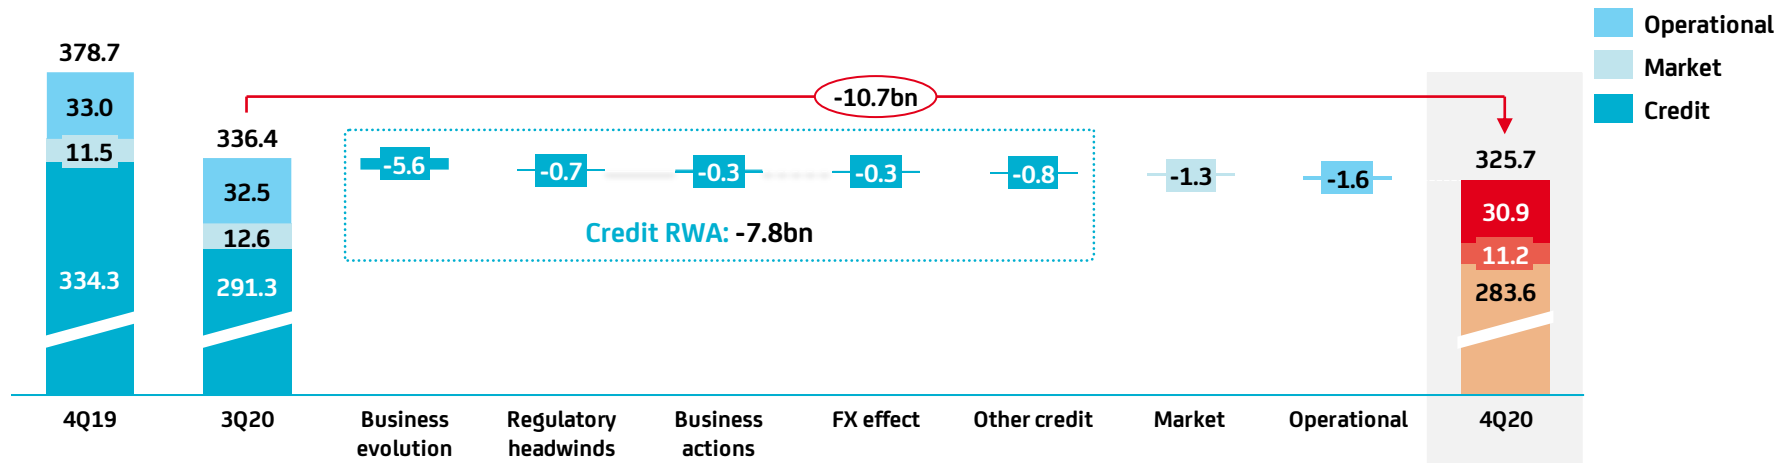 Operational
Market
Credit
378.7
33.0
11.5
334.3
336.4
32.5
12.6
291.3
-10.7bn
-5.6
-0.7
-0.3
-0.3
-0.8
-1.3
-1.6
Credit RWA: -7.8bn
325.7
30.9
11.2
283.6
4Q19
3Q20
Business
evolution
Regulatory
headwinds
Business
actions
FX effect
Other credit
Market
Operational
4Q20